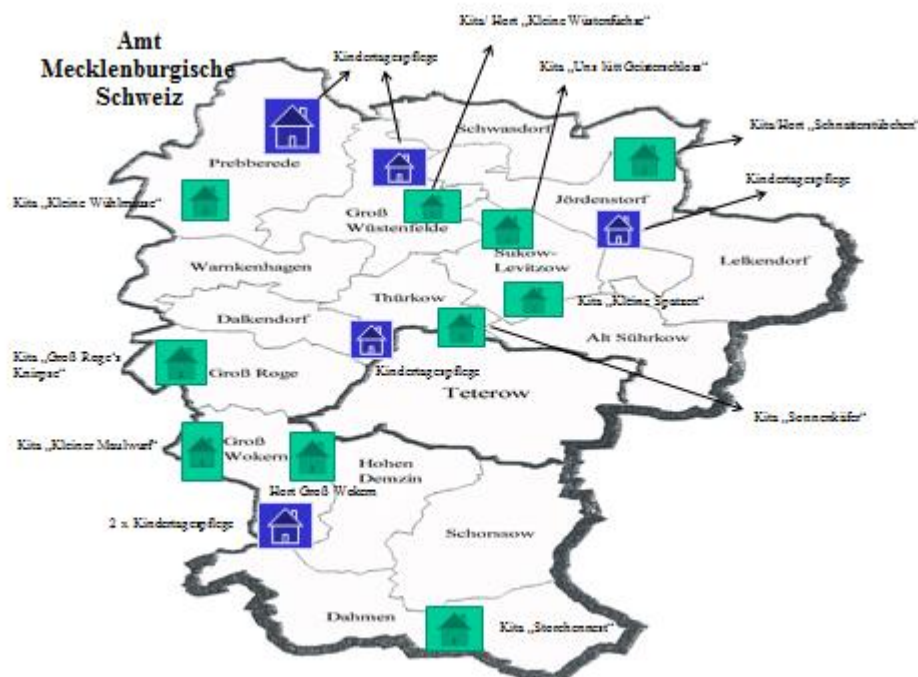 Amt
Mecklenburgische
Schweiz
Kita/ Hort „Kleine Wüstenfüchse“
Kindertagespflege
Kita „Uns lütt Geisterschloss“
Schwasdorf
Kita/Hort „Schnatterstübchen“
Prebberede
Kindertagespflege
Jördenstorf
Kita „Kleine Wühlmäuse“
Groß
Wüstenfelde
Sukow-
Levitzow
Lelkendorf
Warnkenhagen
Thürkow
Kita „Kleine Spatzen“
Dalkendorf
Alt Sührkow
Kita „Groß Roge's
Knirpse“
Groß Roge
Kindertagespflege
Teterow
Kita „Sonnenkäfer“
Kita „Kleiner Maulwurf“
Groß
Wokern
Hohen
Demzin
Hort Groß Wokern
2 x Kindertagespflege
Schorssow
Dahmen
Kita „Storchennest“